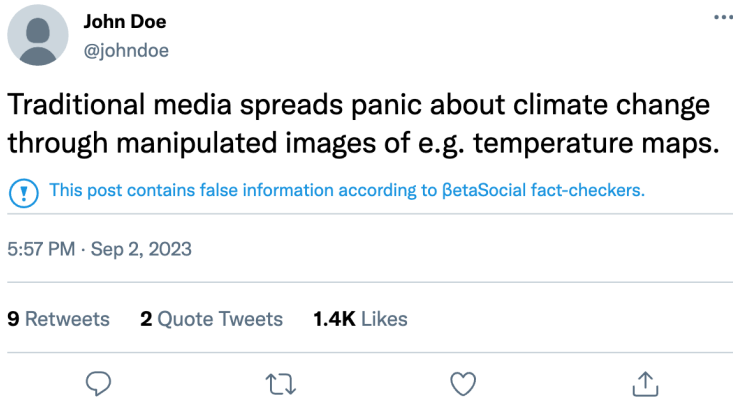 John Doe
@johndoe
Traditional media spreads panic about climate change
through manipulated images of e.g. temperature maps.
This post contains false information according to βetaSocial fact-checkers.
5:57 PM · Sep 2, 2023
9 Retweets 2 Quote Tweets 1.4K Likes